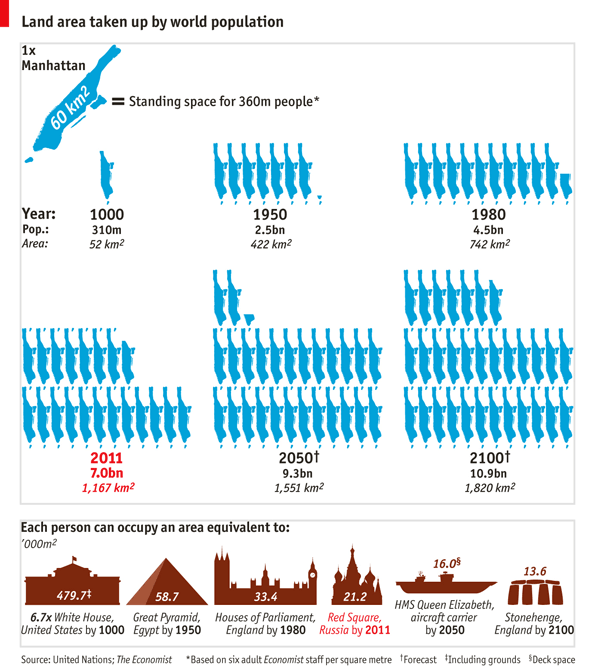 Land area taken up by world population
1x
Manhattan
60 km²
= Standing space for 360m people*
Year: 1000 1950 1980
Pop.: 310m 2.5bn 4.5bn
Area: 52 km² 422 km² 742 km²
2011 2050† 2100†
7.0bn 9.3bn 10.9bn
1,167 km² 1,551 km² 1,820 km²
Each person can occupy an area equivalent to:
'000m²
479.7‡ 58.7 33.4 21.2 16.0§ 13.6
6.7x White House,
United States by 1000
Great Pyramid,
Egypt by 1950
Houses of Parliament,
England by 1980
Red Square,
Russia by 2011
HMS Queen Elizabeth,
aircraft carrier
by 2050
Stonehenge,
England by 2100
Source: United Nations; The Economist *Based on six adult Economist staff per square metre †Forecast ‡Including grounds §Deck space